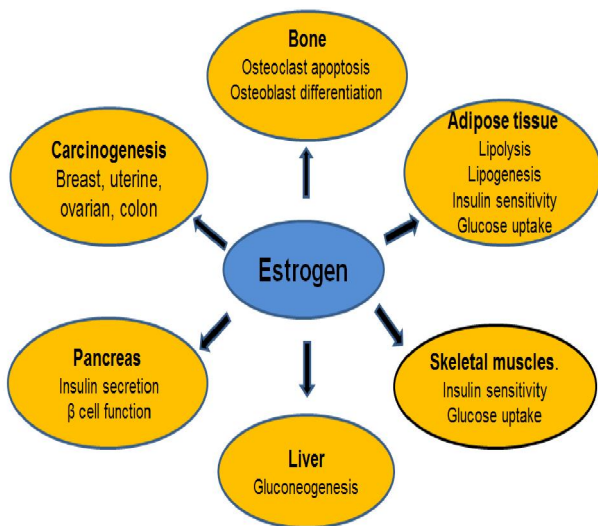 Bone
Osteoclast apoptosis
Osteoblast differentiation
Adipose tissue
Lipolysis
Lipogenesis
Insulin sensitivity
Glucose uptake
Carcinogenesis
Breast, uterine,
ovarian, colon
Estrogen
Pancreas
Insulin secretion
β cell function
Skeletal muscles.
Insulin sensitivity
Glucose uptake
Liver
Gluconeogenesis